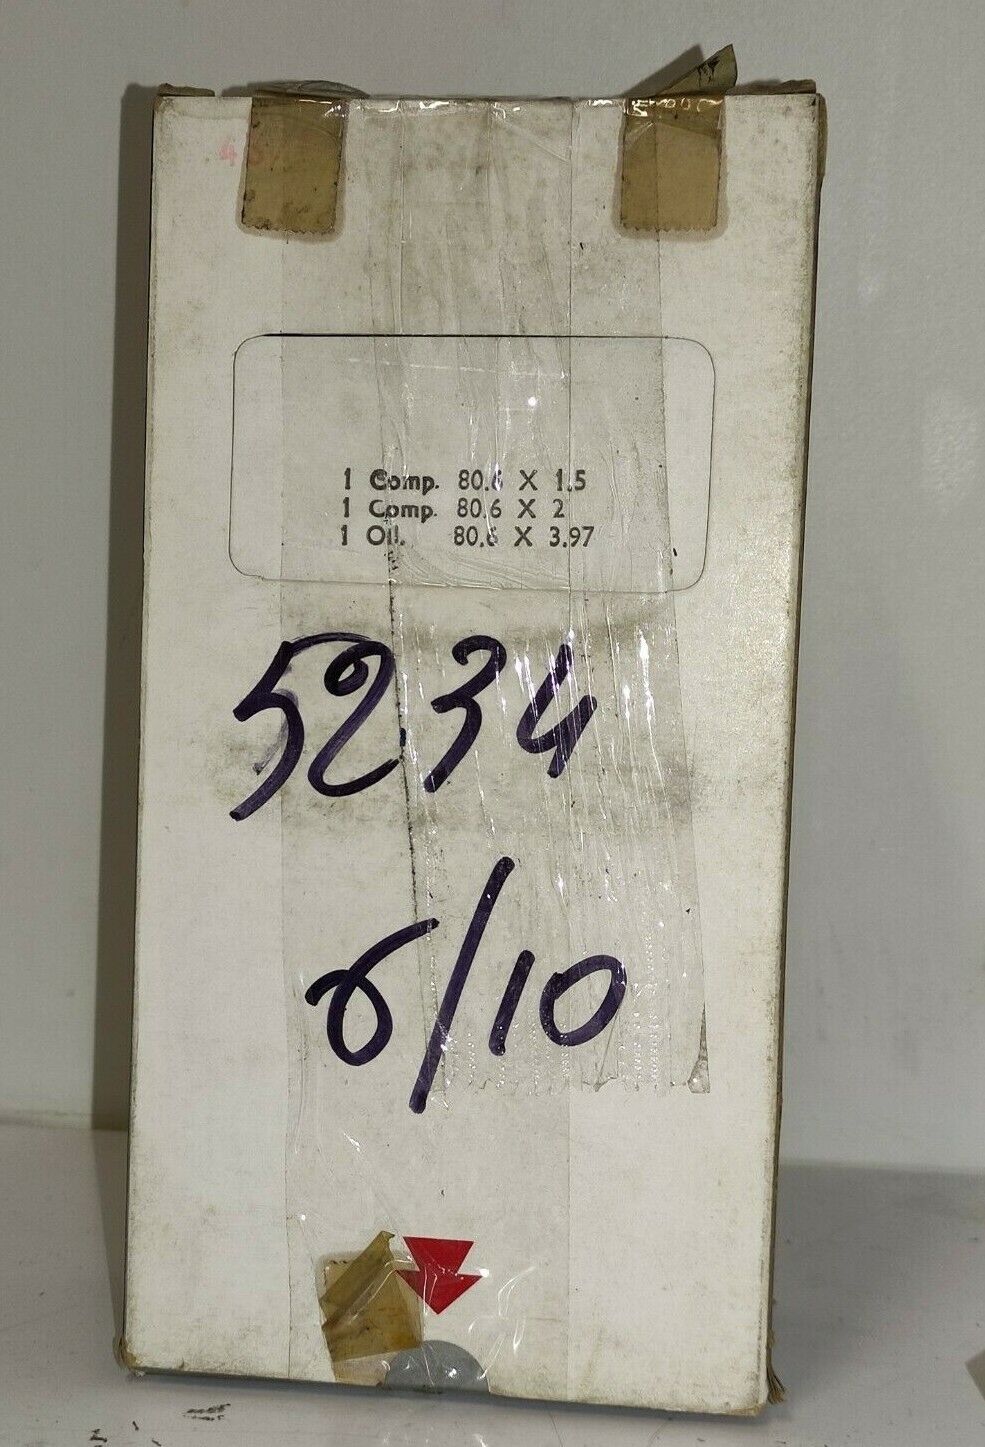 1 Comp. 80.6 X 1.5
1 Comp. 80.6 X 2
1 Oil. 80.6 X 3.97
5234
6/10